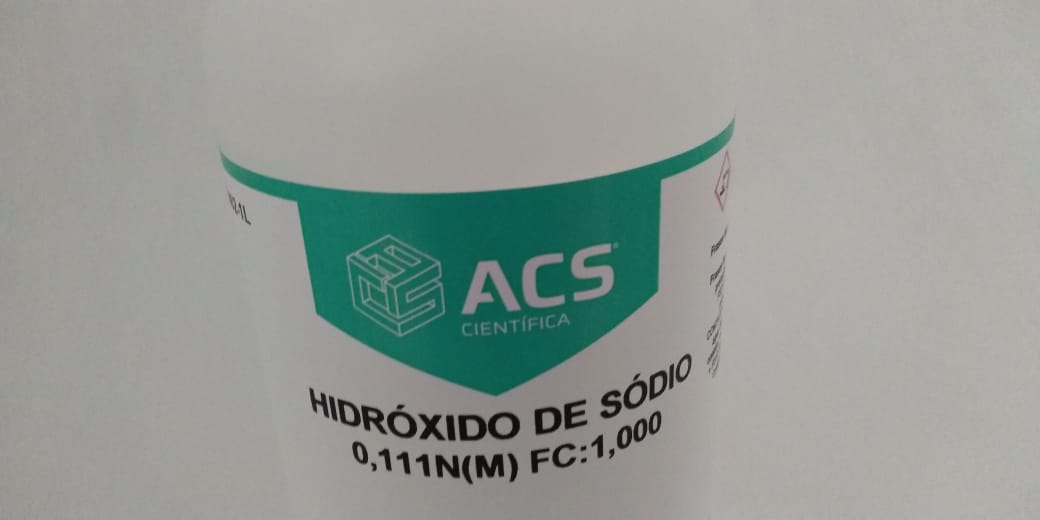 ACS
CIENTÍFICA
HIDRÓXIDO DE SÓDIO
0,111N(M) FC:1,000